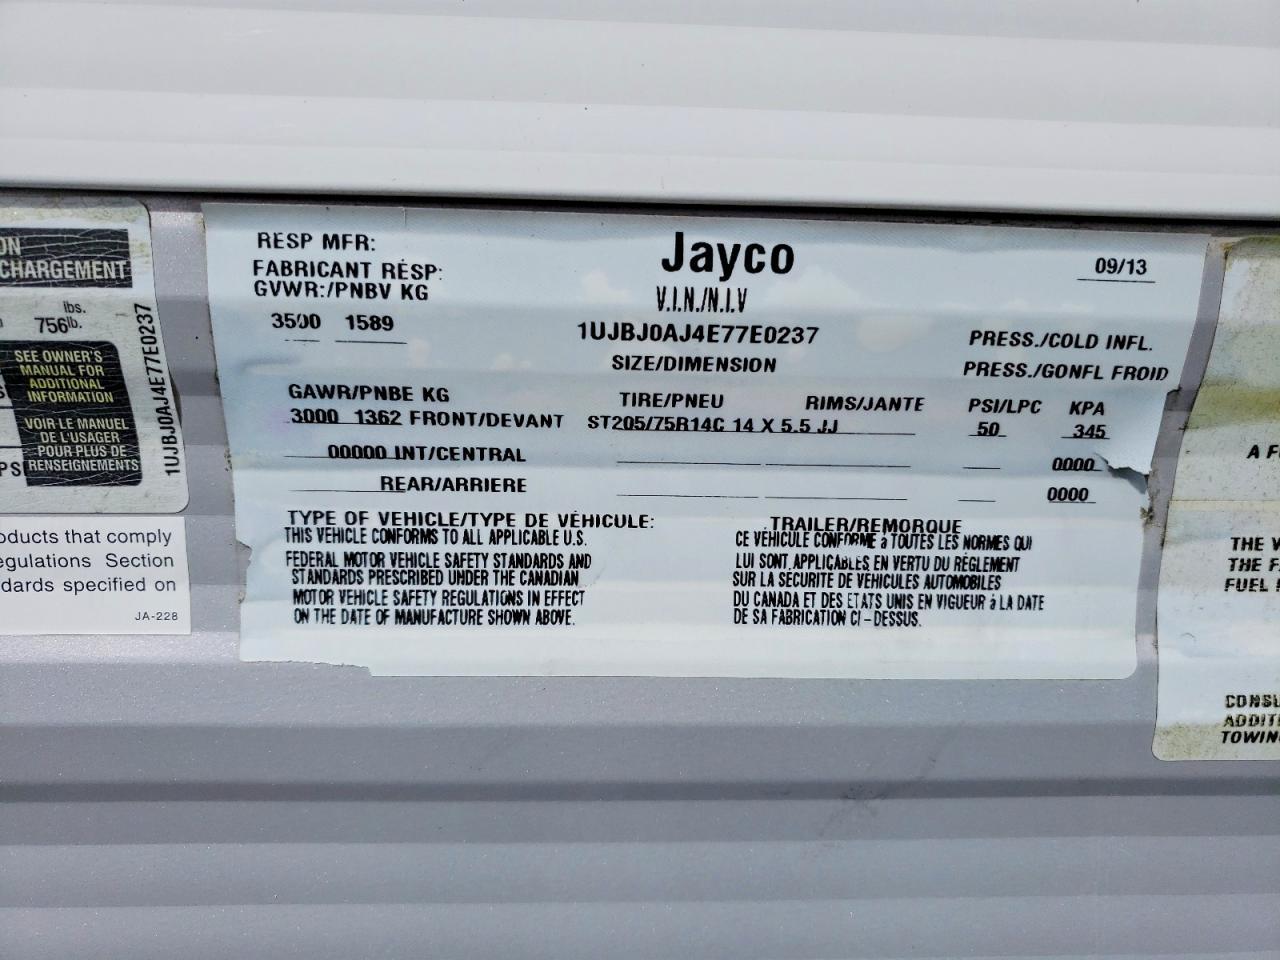 ON
CHARGEMENT
lbs.
756lb.
SEE OWNER'S
MANUAL FOR
ADDITIONAL
INFORMATION
VOIR LE MANUEL
DE L'USAGER
POUR PLUS DE
RENSEIGNEMENTS
PS
1UJBJ0AJ4E77E0237
oducts that comply
egulations Section
dards specified on
JA-228
RESP MFR:
FABRICANT RÉSP:
Jayco
09/13
GVWR:/PNBV KG
V.I.N./N.I.V
3500 1589
1UJBJ0AJ4E77E0237
PRESS./COLD INFL.
SIZE/DIMENSION
PRESS./GONFL FROID
GAWR/PNBE KG
TIRE/PNEU RIMS/JANTE PSI/LPC KPA
3000 1362 FRONT/DEVANT ST205/75R14C 14 X 5.5 JJ 50 345
00000 INT/CENTRAL 0000
REAR/ARRIERE 0000
TYPE OF VEHICLE/TYPE DE VÉHICULE: TRAILER/REMORQUE
THIS VEHICLE CONFORMS TO ALL APPLICABLE U.S.
FEDERAL MOTOR VEHICLE SAFETY STANDARDS AND
STANDARDS PRESCRIBED UNDER THE CANADIAN
MOTOR VEHICLE SAFETY REGULATIONS IN EFFECT
ON THE DATE OF MANUFACTURE SHOWN ABOVE.
CE VÉHICULE CONFORME à TOUTES LES NORMES QUI
LUI SONT APPLICABLES EN VERTU DU RÈGLEMENT
SUR LA SÉCURITÉ DE VÉHICULES AUTOMOBILES
DU CANADA ET DES ETATS UNIS EN VIGUEUR à LA DATE
DE SA FABRICATION CI-DESSUS.
A F
THE V
THE F
FUEL
CONSU
ADDITI
TOWIN